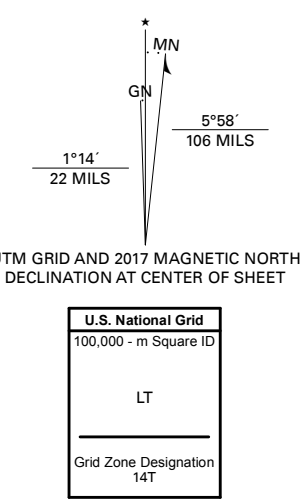 ★
MN
GN
5°58´
106 MILS
1°14´
22 MILS
UTM GRID AND 2017 MAGNETIC NORTH
DECLINATION AT CENTER OF SHEET
U.S. National Grid
100,000 - m Square ID
LT
Grid Zone Designation
14T